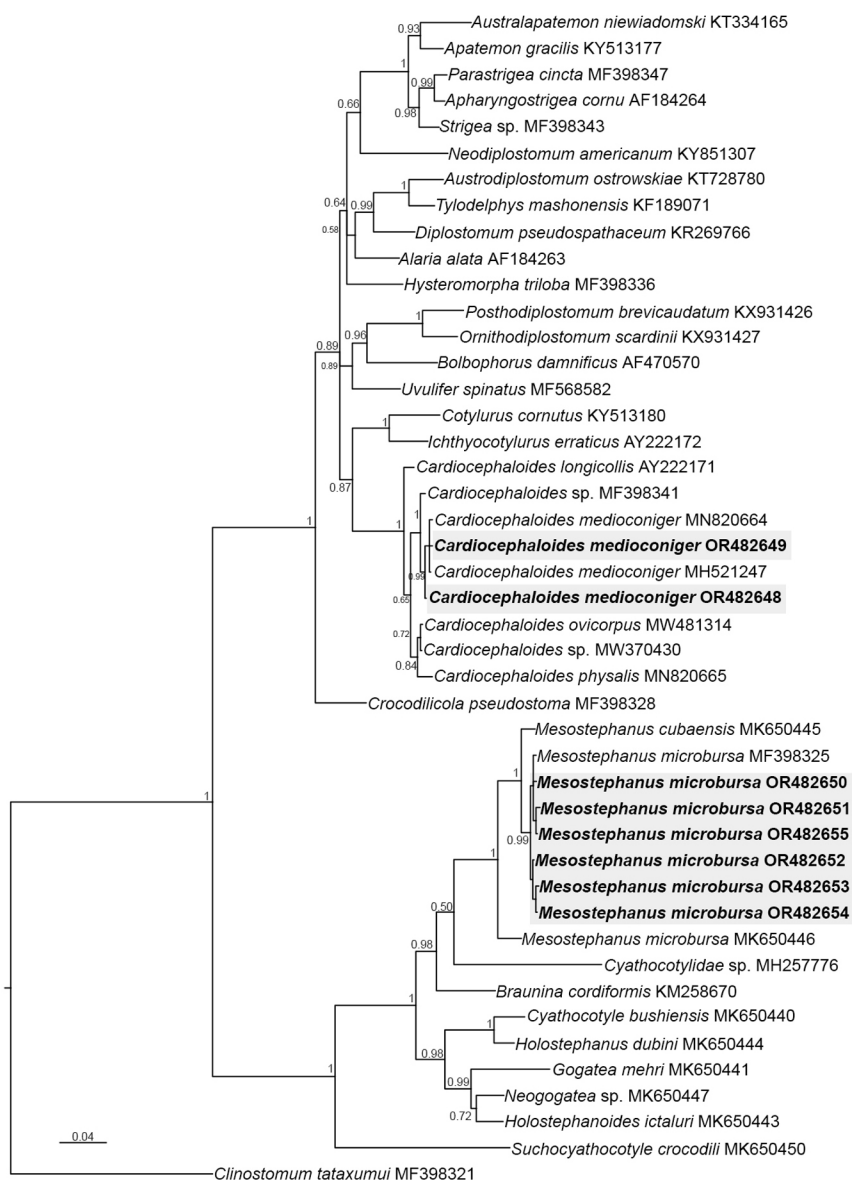 Australapatemon niewiadomski KT334165
0.93
Apatemon gracilis KY513177
1
Parastrigea cincta MF398347
0.99
Apharyngostrigea cornu AF184264
0.66
0.98
Strigea sp. MF398343
Neodiplostomum americanum KY851307
Austrodiplostomum ostrowskiae KT728780
1
0.64
0.99
Tylodelphys mashonensis KF189071
0.58
Diplostomum pseudospathaceum KR269766
Alaria alata AF184263
Hysteromorpha triloba MF398336
Posthodiplostomum brevicaudatum KX931426
1
Ornithodiplostomum scardinii KX931427
0.96
0.89
Bolbophorus damnificus AF470570
0.89
Uvulifer spinatus MF568582
Cotylurus cornutus KY513180
1
Ichthyocotylurus erraticus AY222172
Cardiocephaloides longicollis AY222171
0.87
Cardiocephaloides sp. MF398341
1
1
1
Cardiocephaloides medioconiger MN820664
Cardiocephaloides medioconiger OR482649
Cardiocephaloides medioconiger MH521247
0.99
Cardiocephaloides medioconiger OR482648
0.65
Cardiocephaloides ovicorpus MW481314
0.72
Cardiocephaloides sp. MW370430
0.84
Cardiocephaloides physalis MN820665
Crocodilicola pseudostoma MF398328
Mesostephanus cubaensis MK650445
Mesostephanus microbursa MF398325
1
Mesostephanus microbursa OR482650
1
Mesostephanus microbursa OR482651
Mesostephanus microbursa OR482655
0.99
1
Mesostephanus microbursa OR482652
Mesostephanus microbursa OR482653
0.50
Mesostephanus microbursa OR482654
Mesostephanus microbursa MK650446
0.98
Cyathocotylidae sp. MH257776
Braunina cordiformis KM258670
1
Cyathocotyle bushiensis MK650440
1
Holostephanus dubini MK650444
0.98
Gogatea mehri MK650441
1
0.99
Neogogatea sp. MK650447
0.72
Holostephanoides ictaluri MK650443
0.04
Suchocyathocotyle crocodili MK650450
Clinostomum tataxumui MF398321